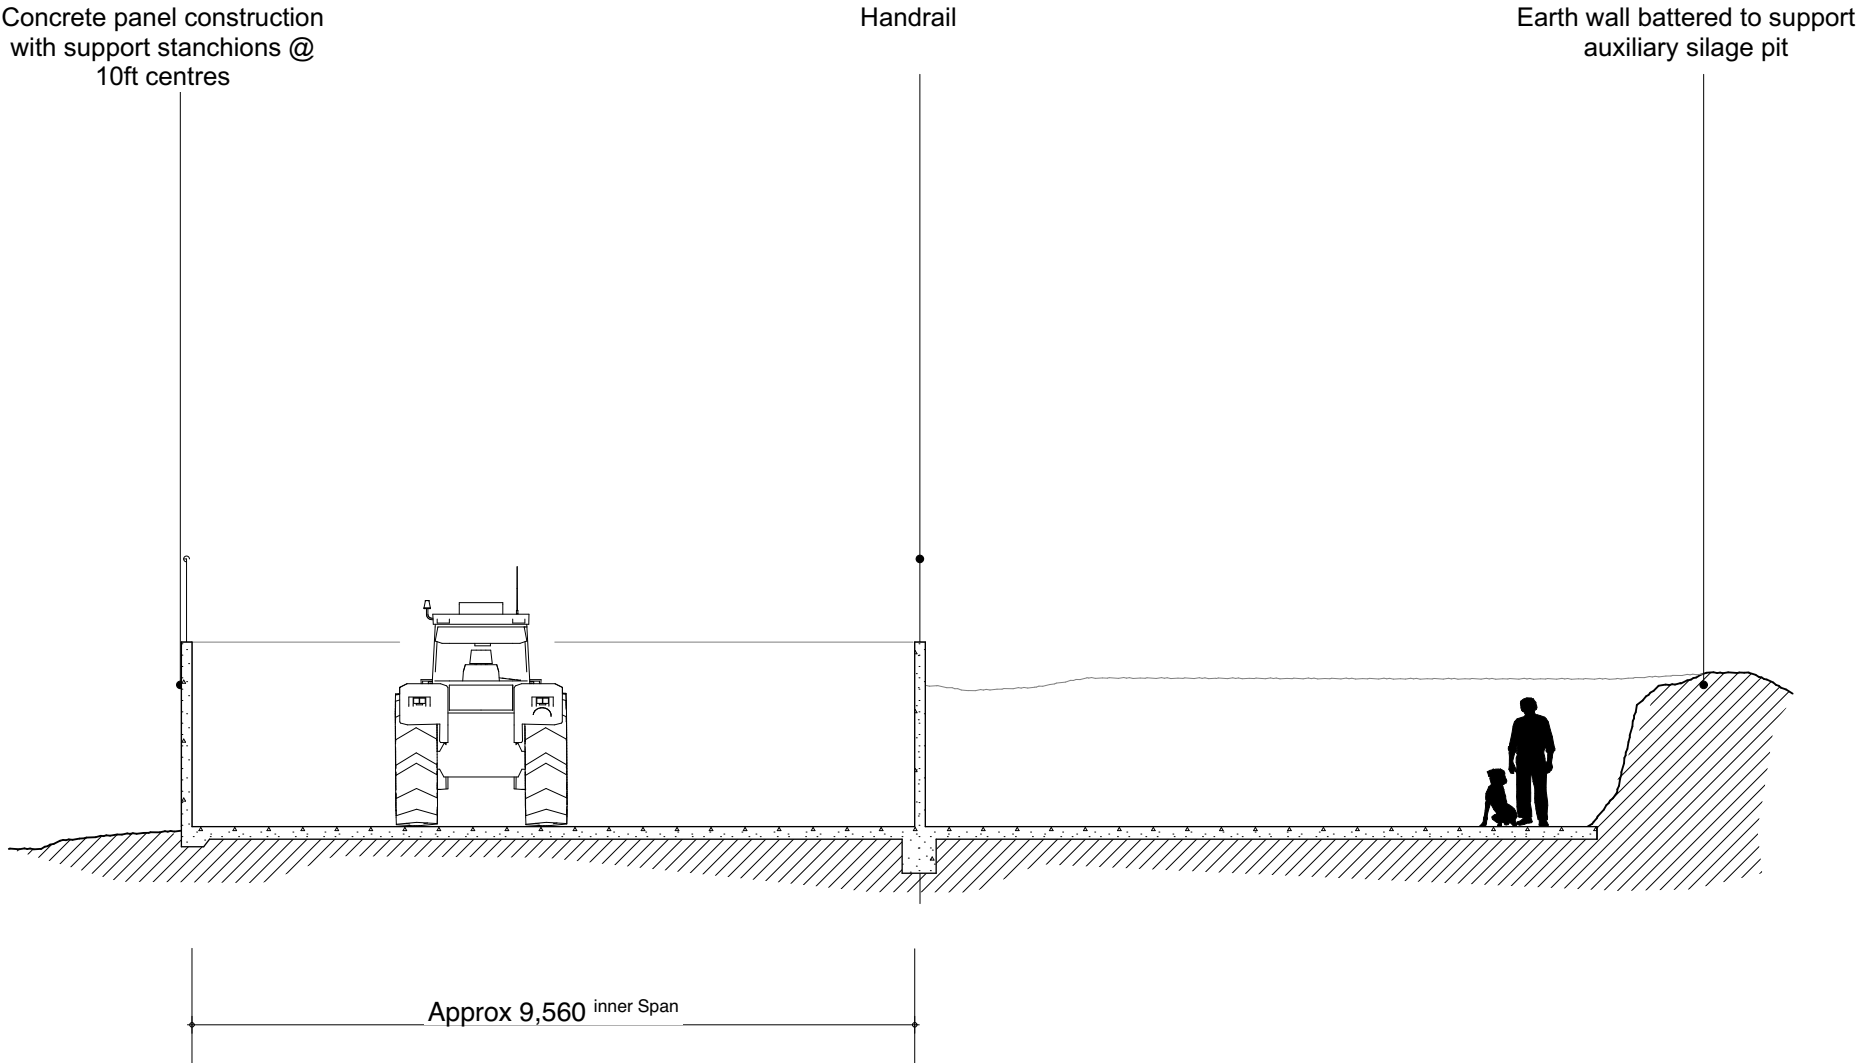 Concrete panel construction
with support stanchions @
10ft centres
Handrail
Earth wall battered to support
auxiliary silage pit
Approx 9,560 inner Span